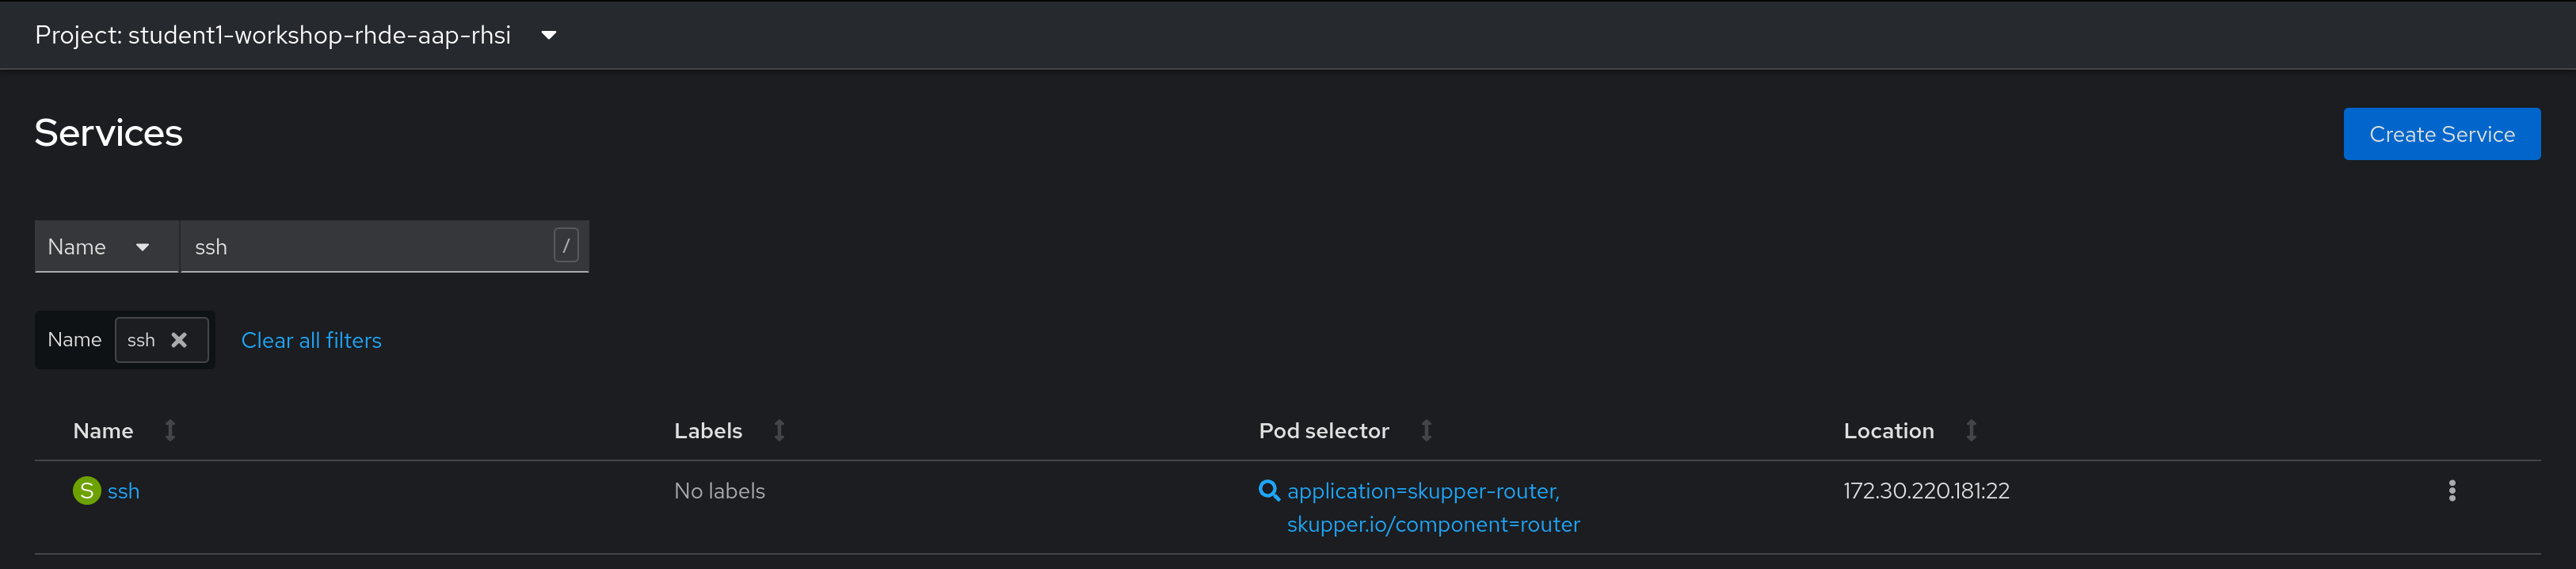 Project: student1-workshop-rhde-aap-rhsi
Services
Create Service
Name ssh /
Name ssh Clear all filters
Name Labels Pod selector Location
S ssh No labels application=skupper-router, 172.30.220.181:22
skupper.io/component=router